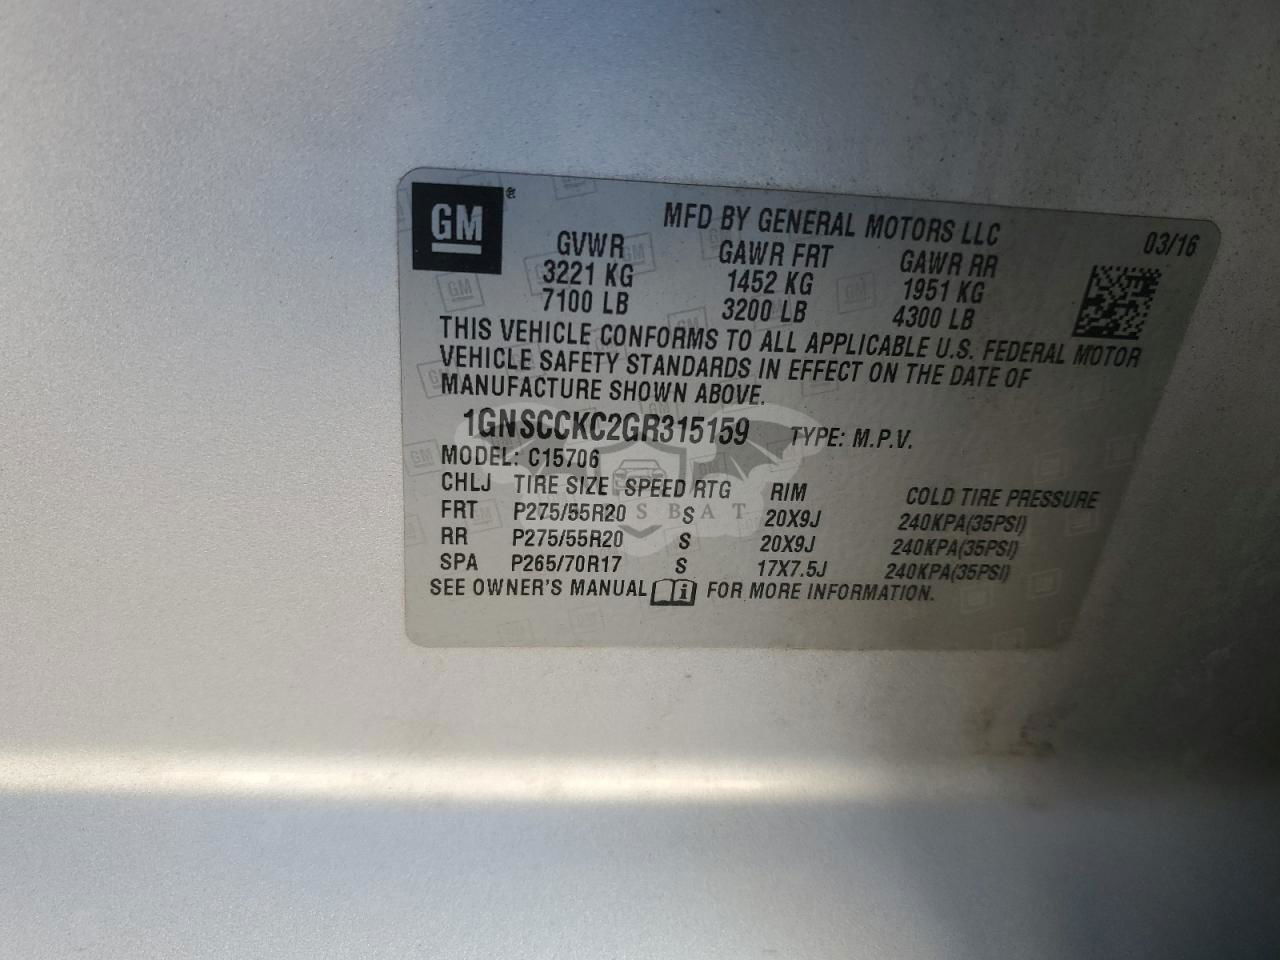 GM
MFD BY GENERAL MOTORS LLC 03/16
GVWR GAWR FRT GAWR RR
3221 KG 1452 KG 1951 KG
7100 LB 3200 LB 4300 LB
THIS VEHICLE CONFORMS TO ALL APPLICABLE U.S. FEDERAL MOTOR
VEHICLE SAFETY STANDARDS IN EFFECT ON THE DATE OF
MANUFACTURE SHOWN ABOVE.
1GNSCCKC2GR315159 TYPE: M.P.V.
MODEL: C15706
CHLJ TIRE SIZE SPEED RTG RIM COLD TIRE PRESSURE
FRT P275/55R20 S 20X9J 240KPA(35PSI)
RR P275/55R20 S 20X9J 240KPA(35PSI)
SPA P265/70R17 S 17X7.5J 240KPA(35PSI)
SEE OWNER'S MANUAL i FOR MORE INFORMATION.